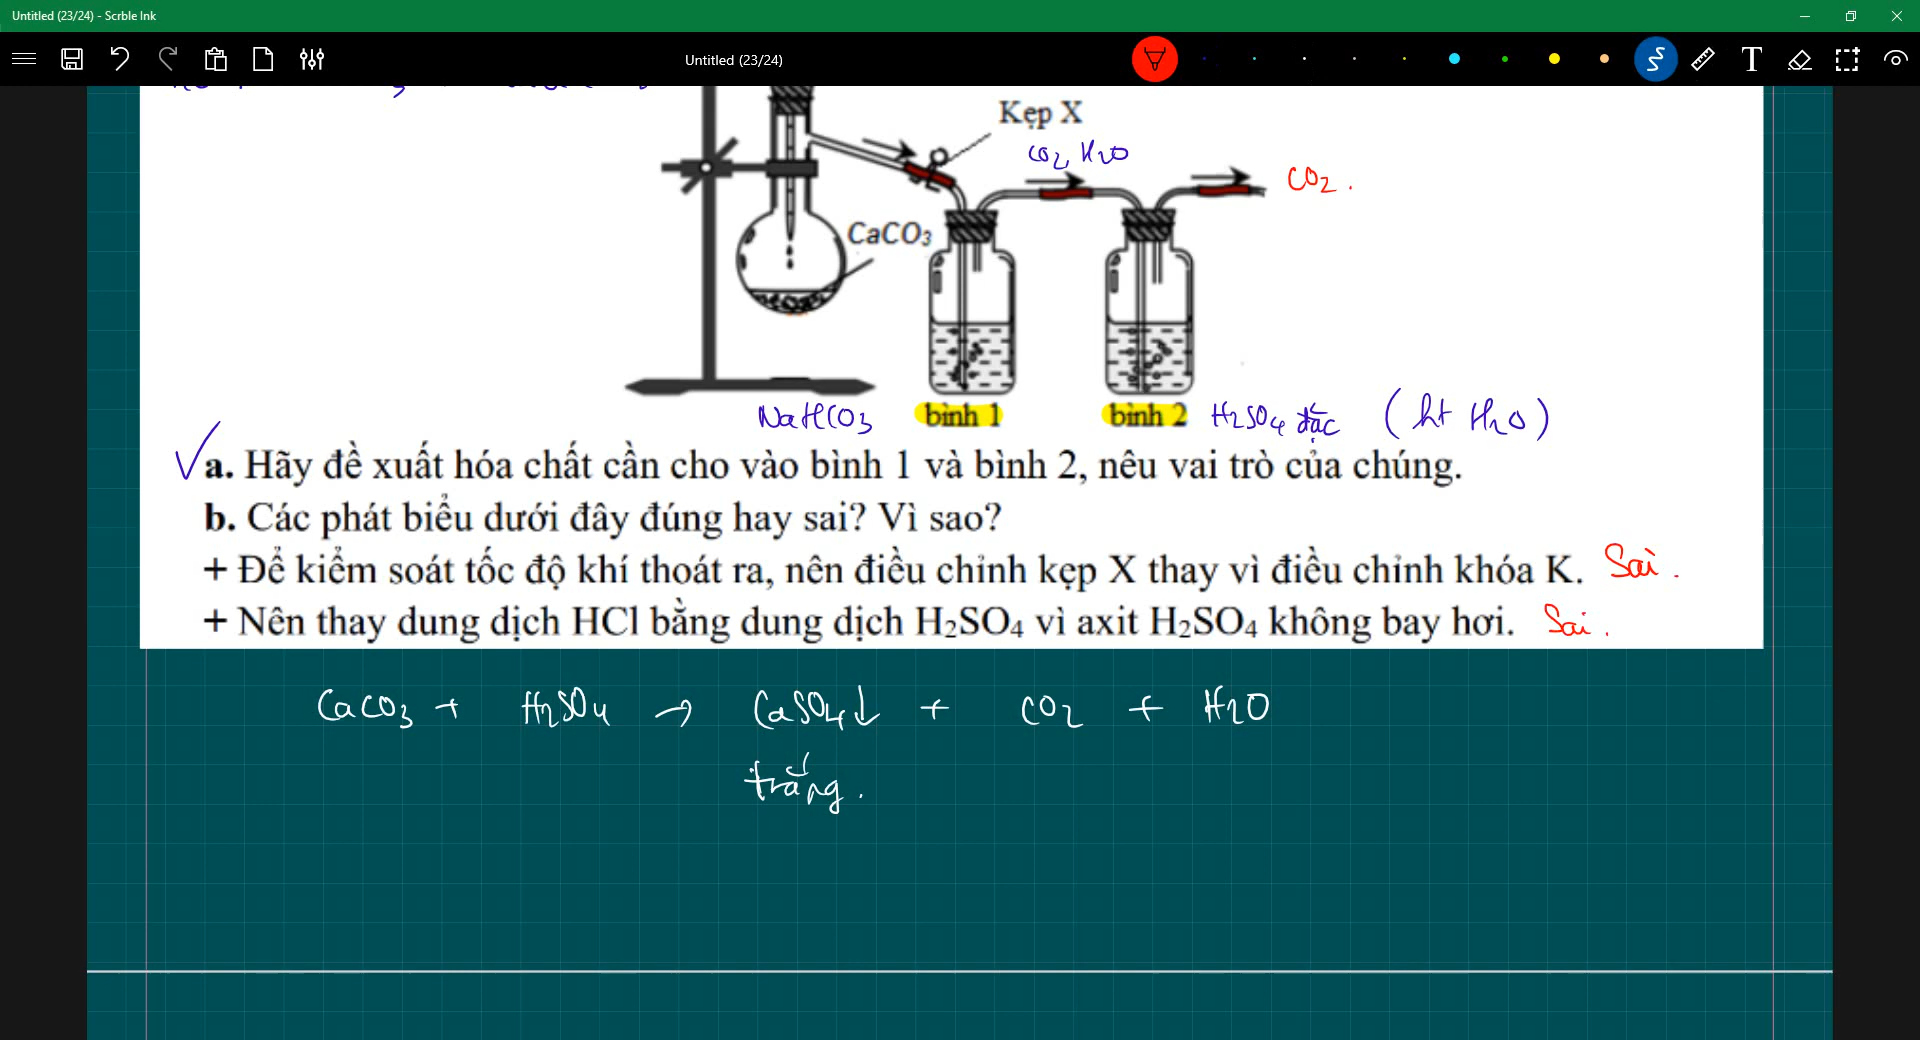 Untitled (23/24) - Scrble Ink
Untitled (23/24)
T
Kẹp X
CO2, H2O
CO2.
CaCO3
NaHCO3
bình 1
bình 2
H2SO4 đặc (ht H2O)
a. Hãy đề xuất hóa chất cần cho vào bình 1 và bình 2, nêu vai trò của chúng.
b. Các phát biểu dưới đây đúng hay sai? Vì sao?
+ Để kiểm soát tốc độ khí thoát ra, nên điều chỉnh kẹp X thay vì điều chỉnh khóa K. Sai.
+ Nên thay dung dịch HCl bằng dung dịch H2SO4 vì axit H2SO4 không bay hơi. Sai.
CaCO3 + H2SO4 → CaSO4↓ + CO2 + H2O
trắng.